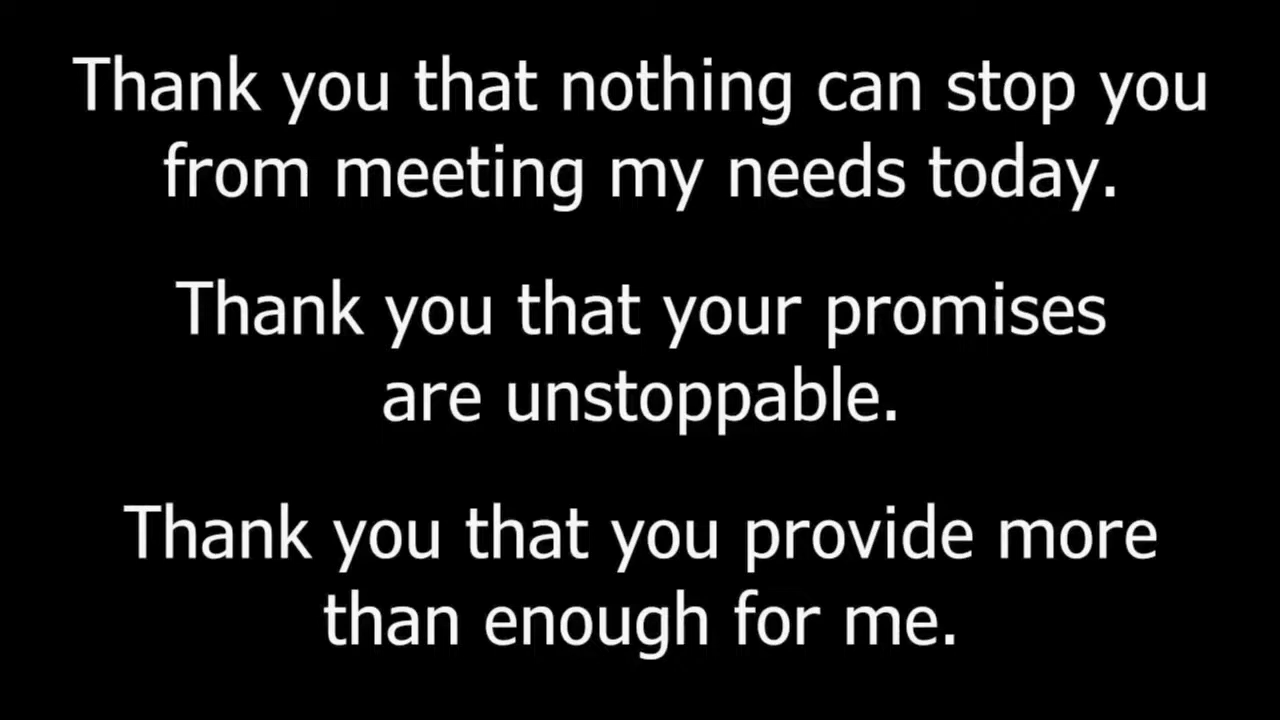 Thank you that nothing can stop you
from meeting my needs today.
Thank you that your promises
are unstoppable.
Thank you that you provide more
than enough for me.